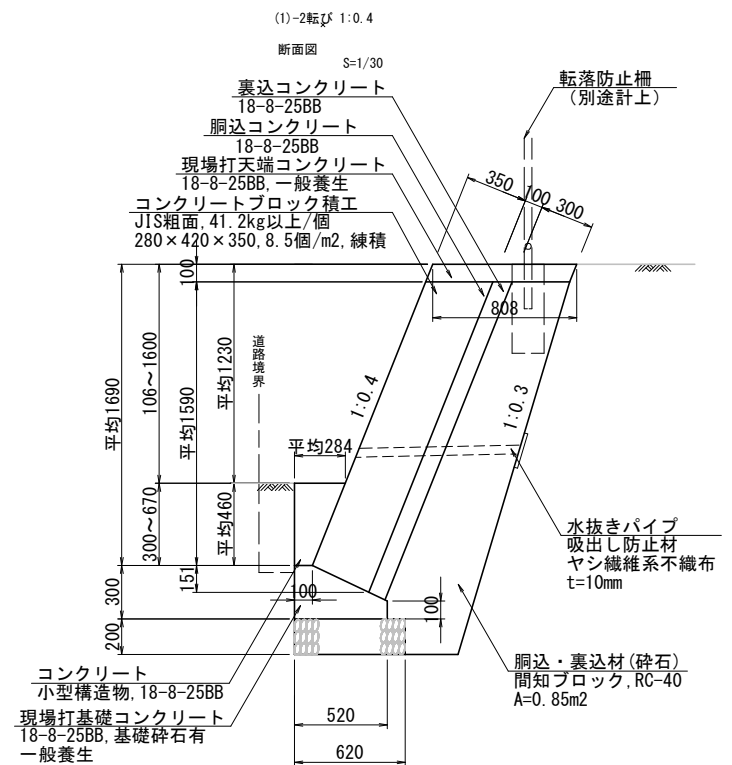 (1)-2転び 1:0.4
断面図
S=1/30
裏込コンクリート
18-8-25BB
胴込コンクリート
18-8-25BB
現場打天端コンクリート
18-8-25BB,一般養生
コンクリートブロック積工
JIS粗面,41.2kg以上/個
280×420×350,8.5個/m2,練積
転落防止柵
(別途計上)
350
100
300
808
100
道路境界
平均1690
106～1600
平均1590
平均1230
1:0.4
1:0.3
平均284
300～670
平均460
水抜きパイプ
吸出し防止材
ヤシ繊維系不織布
t=10mm
300
151
100
100
200
コンクリート
小型構造物,18-8-25BB
現場打基礎コンクリート
18-8-25BB,基礎砕石有
一般養生
520
620
胴込・裏込材(砕石)
間知ブロック,RC-40
A=0.85m2